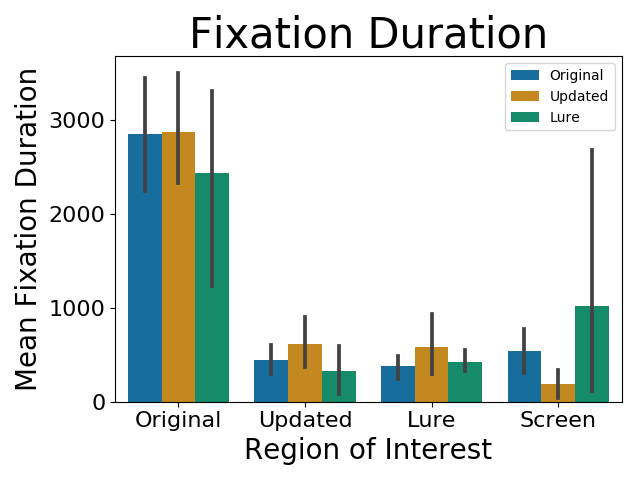 Fixation Duration
Original
Updated
Lure
Mean Fixation Duration
3000
2000
1000
0
Original Updated Lure Screen
Region of Interest